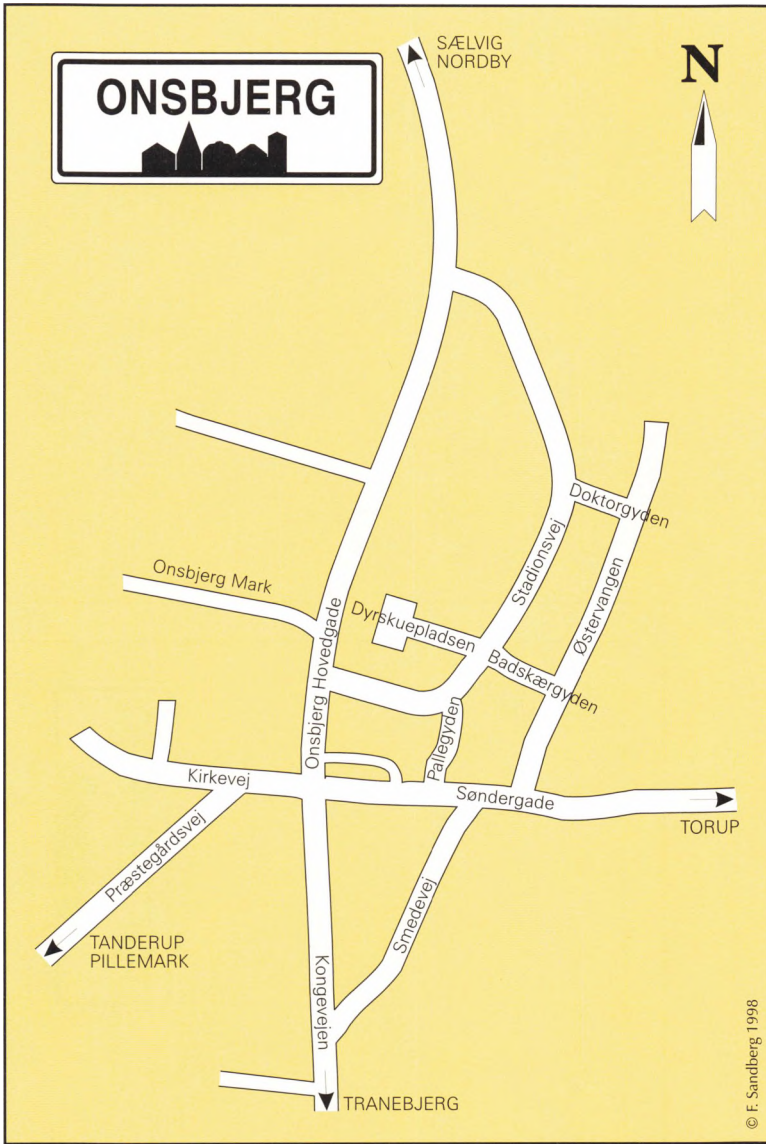 SÆLVIG
NORDBY
N
ONSBJERG
Doktorgyden
Stadionsvej
Onsbjerg Mark
Østervangen
Dyrskuepladsen
Onsbjerg Hovedgade
Badskærgyden
Pallegyden
Kirkevej
Søndergade
TORUP
Præstegårdsvej
Smedevej
TANDERUP
PILLEMARK
Kongevejen
TRANEBJERG
© F. Sandberg 1998